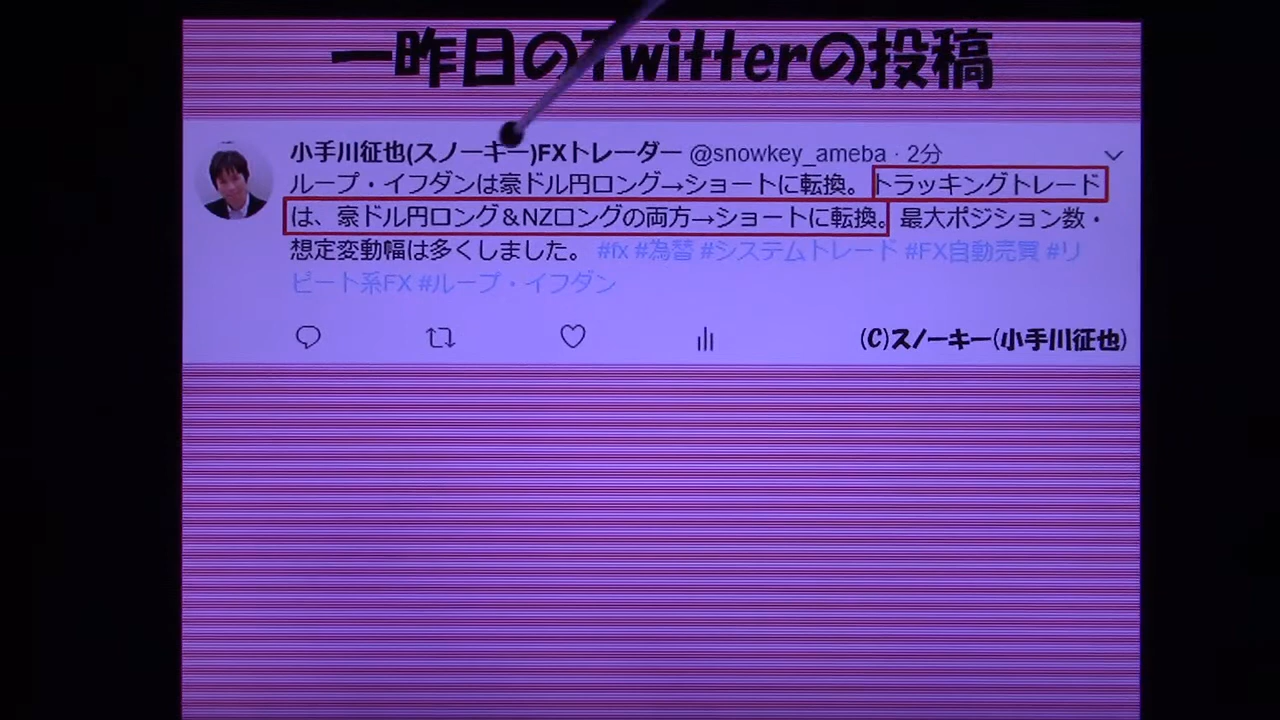 一昨日のTwitterの投稿
小手川征也(スノーキー)FXトレーダー @snowkey_ameba · 2分
ループ・イフダンは豪ドル円ロング→ショートに転換。トラッキングトレード
は、豪ドル円ロング＆NZロングの両方→ショートに転換。最大ポジション数・
想定変動幅は多くしました。 #fx #為替 #システムトレード #FX自動売買 #リ
ピート系FX #ループ・イフダン
(C)スノーキー(小手川征也)